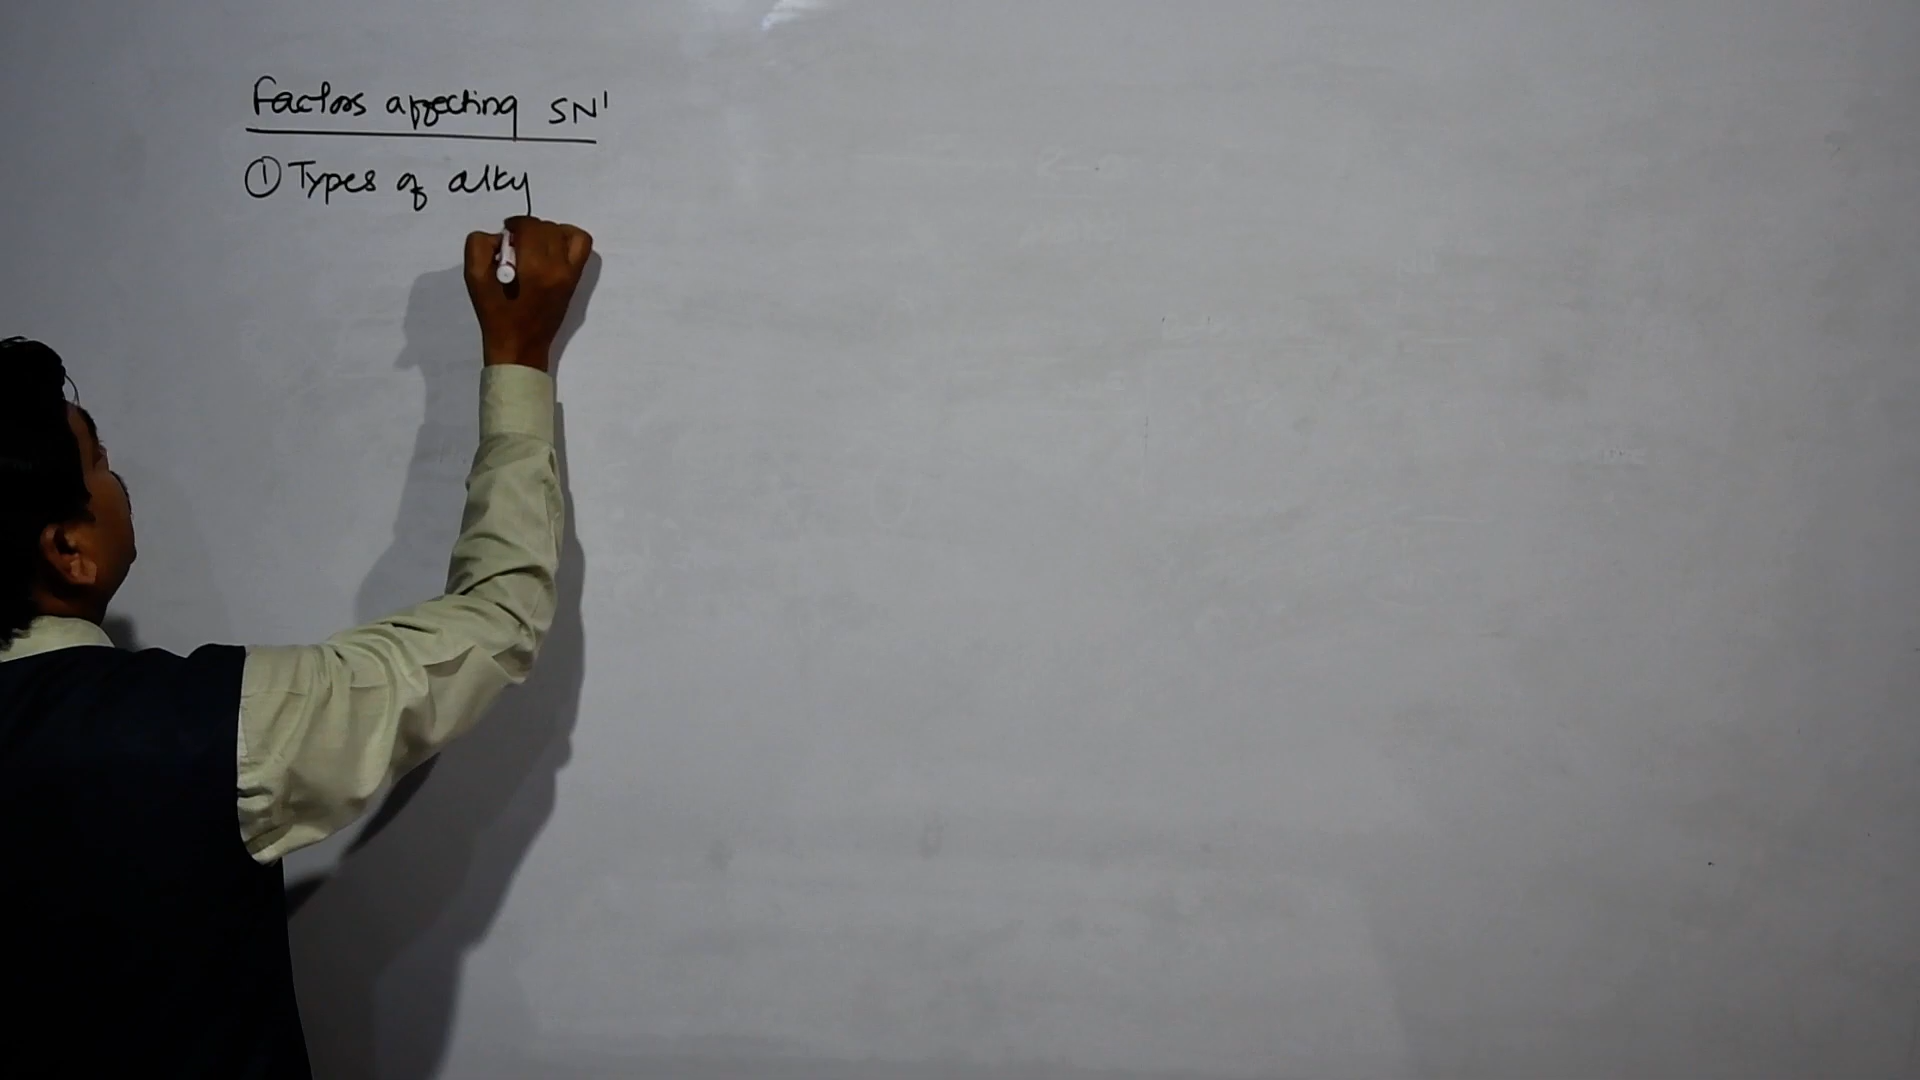 Factors affecting SN¹
① Types of alky